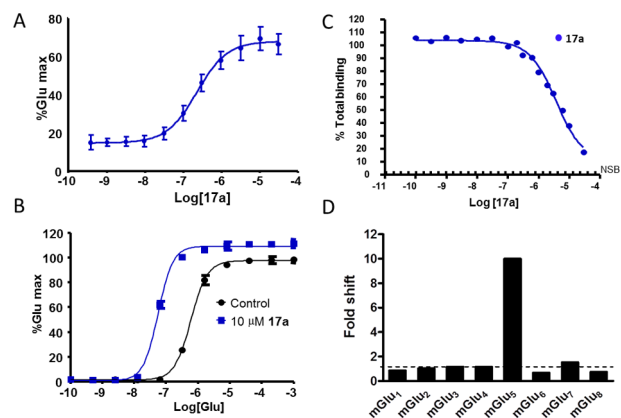 A
%Glu max
80
60
40
20
0
-10 -9 -8 -7 -6 -5 -4
Log[17a]
C
% Total binding
120
110
100
90
80
70
60
50
40
30
20
10
0
17a
NSB
-11 -10 -9 -8 -7 -6 -5 -4
Log [17a]
B
%Glu max
120
100
80
60
40
20
0
Control
10 μM 17a
-10 -9 -8 -7 -6 -5 -4 -3
Log[Glu]
D
Fold shift
12
10
8
6
4
2
0
mGlu₁ mGlu₂ mGlu₃ mGlu₄ mGlu₅ mGlu₆ mGlu₇ mGlu₈